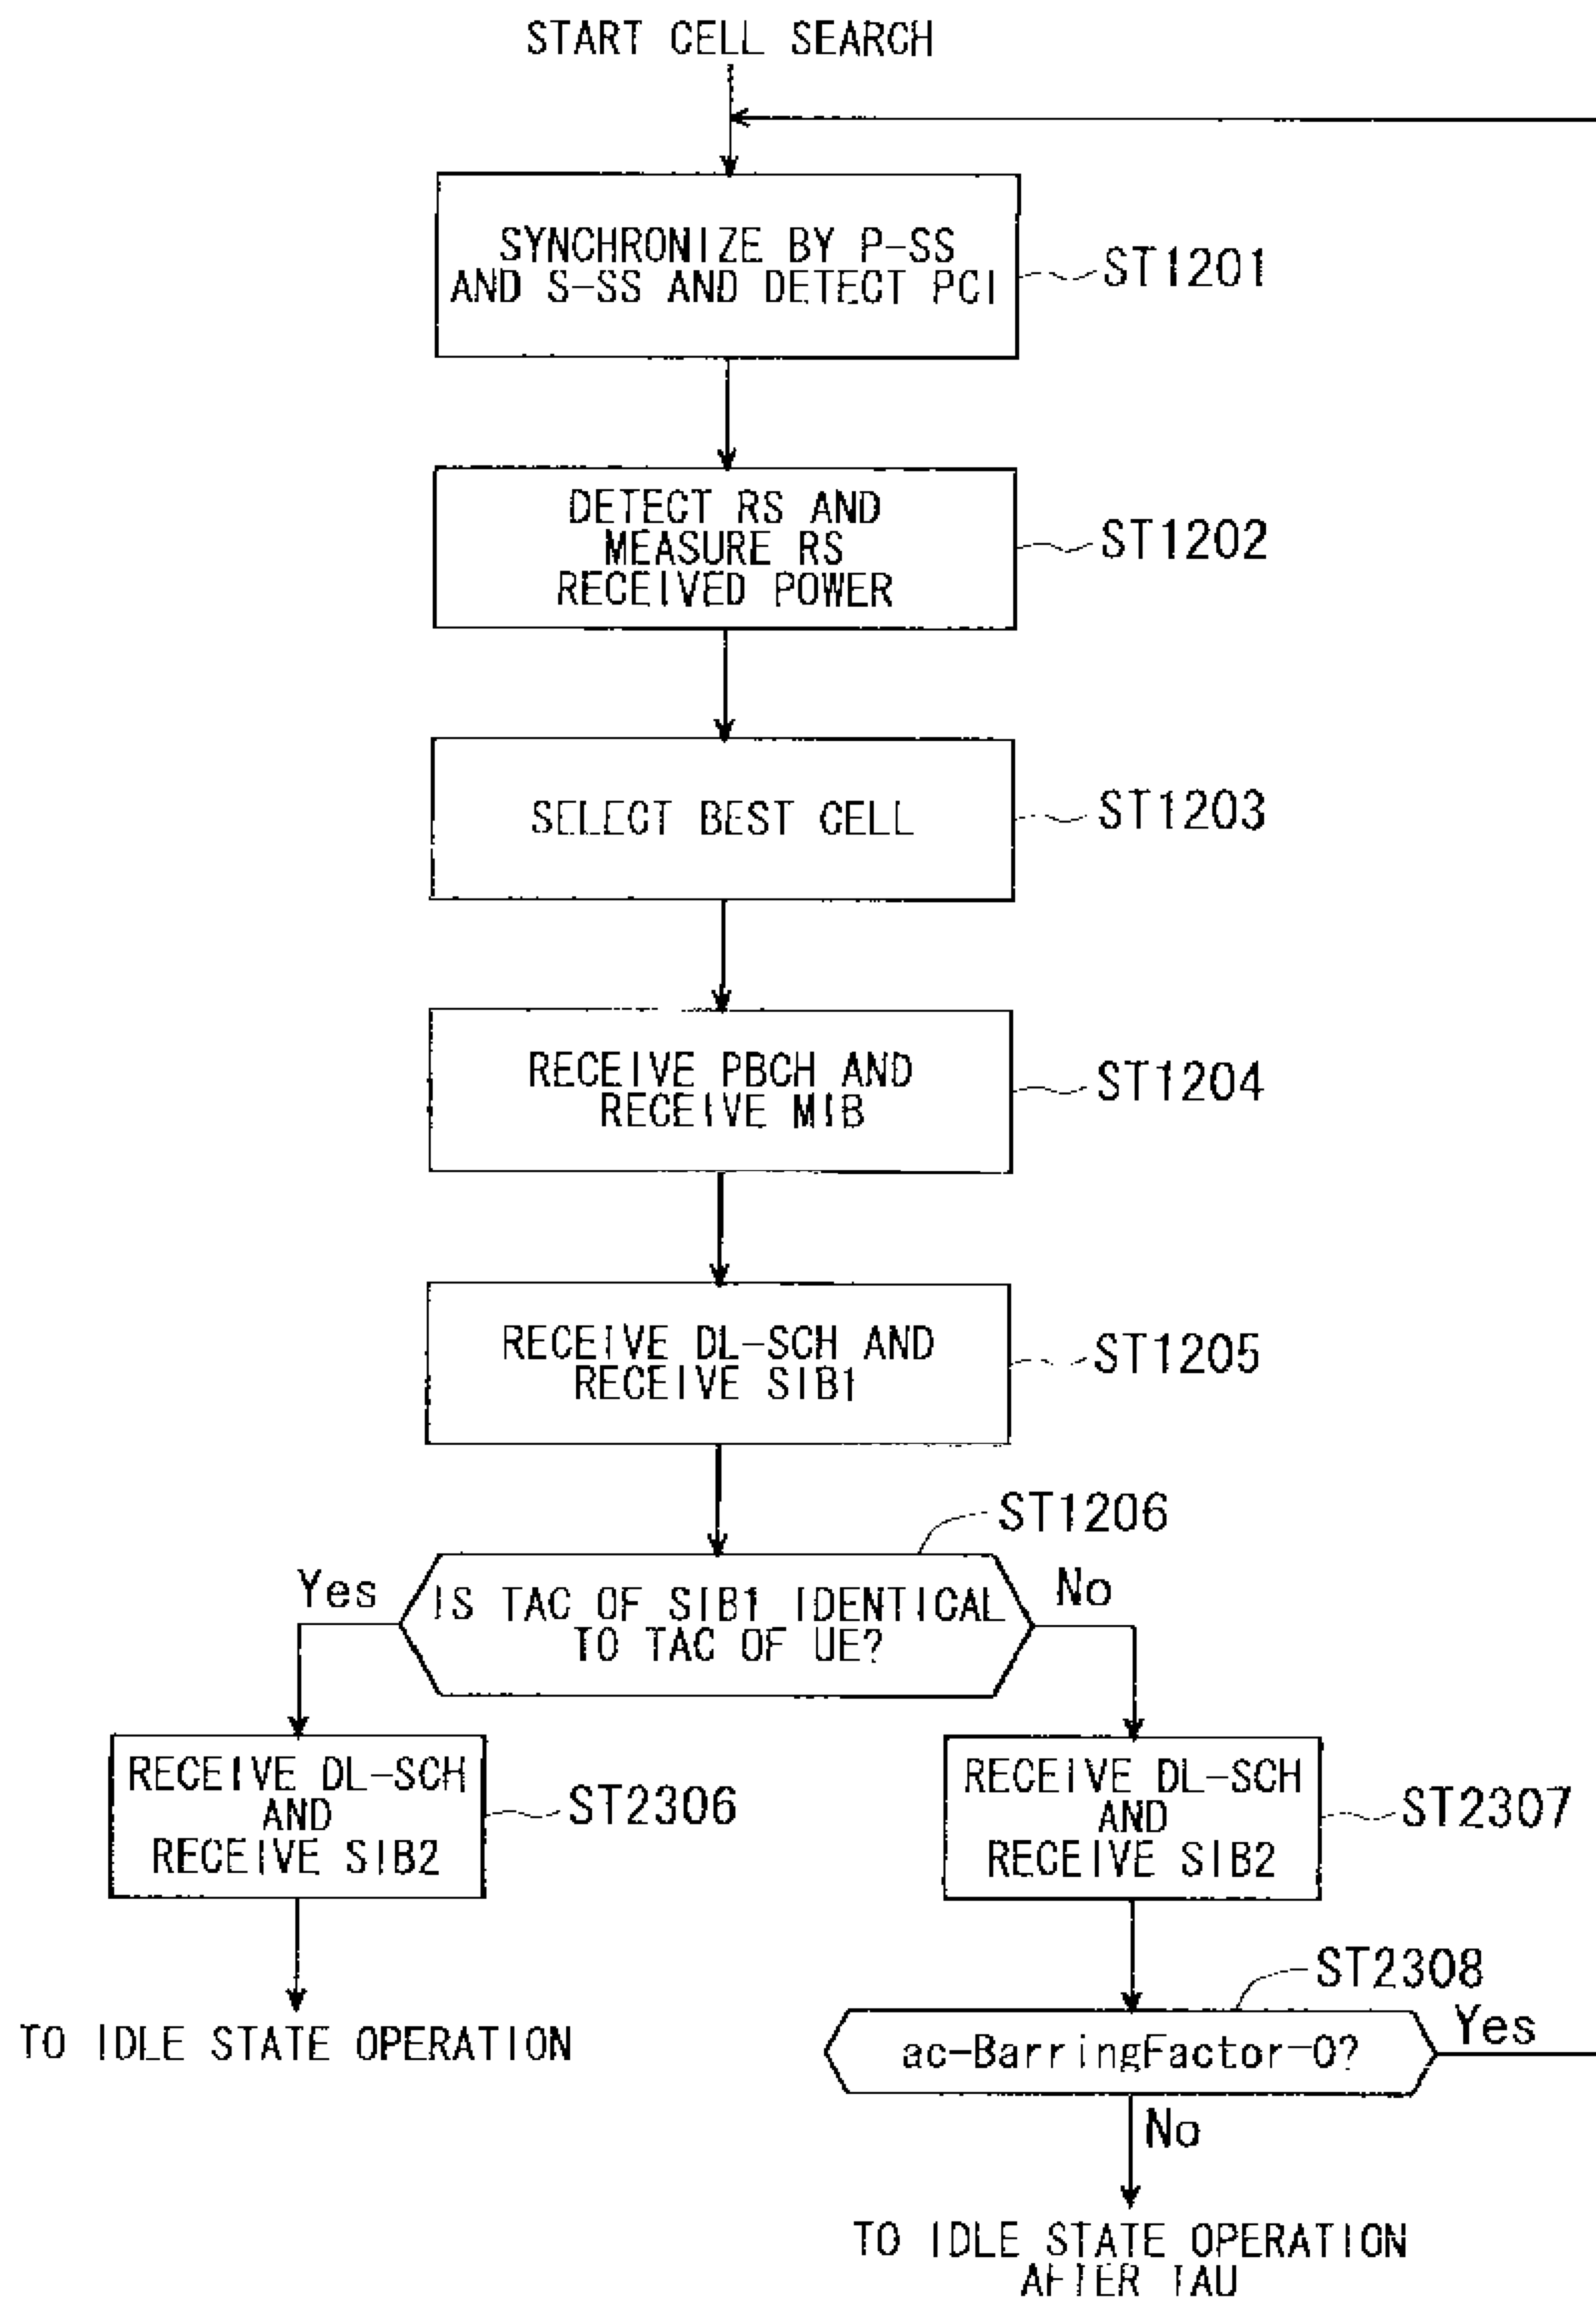 START CELL SEARCH
SYNCHRONIZE BY P-SS
AND S-SS AND DETECT PCI
ST1201
DETECT RS AND
MEASURE RS
RECEIVED POWER
ST1202
SELECT BEST CELL
ST1203
RECEIVE PBCH AND
RECEIVE MIB
ST1204
RECEIVE DL-SCH AND
RECEIVE SIB1
ST1205
ST1206
Yes
IS TAC OF SIB1 IDENTICAL
TO TAC OF UE?
No
RECEIVE DL-SCH
AND
RECEIVE SIB2
ST2306
RECEIVE DL-SCH
AND
RECEIVE SIB2
ST2307
TO IDLE STATE OPERATION
ST2308
ac-BarringFactor-0?
Yes
No
TO IDLE STATE OPERATION
AFTER TAU